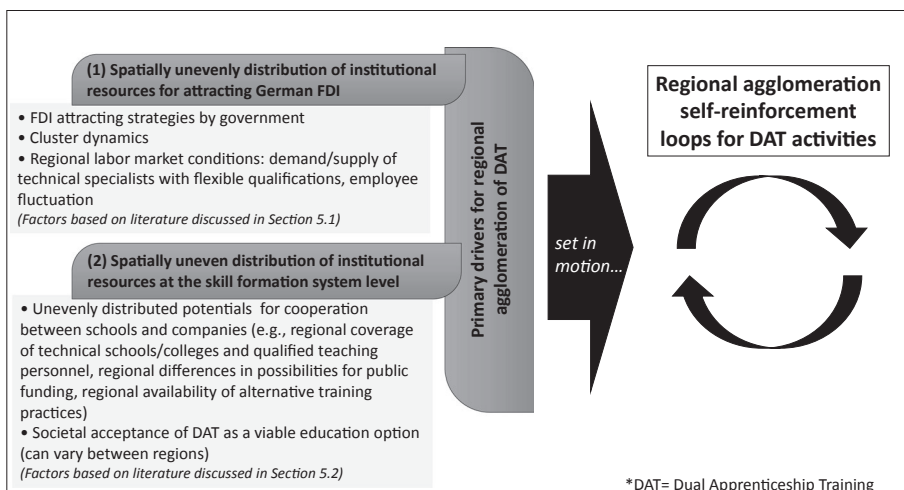 (1) Spatially unevenly distribution of institutional
resources for attracting German FDI
• FDI attracting strategies by government
• Cluster dynamics
• Regional labor market conditions: demand/supply of
technical specialists with flexible qualifications, employee
fluctuation
(Factors based on literature discussed in Section 5.1)
(2) Spatially uneven distribution of institutional
resources at the skill formation system level
• Unevenly distributed potentials for cooperation
between schools and companies (e.g., regional coverage
of technical schools/colleges and qualified teaching
personnel, regional differences in possibilities for public
funding, regional availability of alternative training
practices)
• Societal acceptance of DAT as a viable education option
(can vary between regions)
(Factors based on literature discussed in Section 5.2)
Primary drivers for regional
agglomeration of DAT
set in
motion...
Regional agglomeration
self-reinforcement
loops for DAT activities
*DAT= Dual Apprenticeship Training